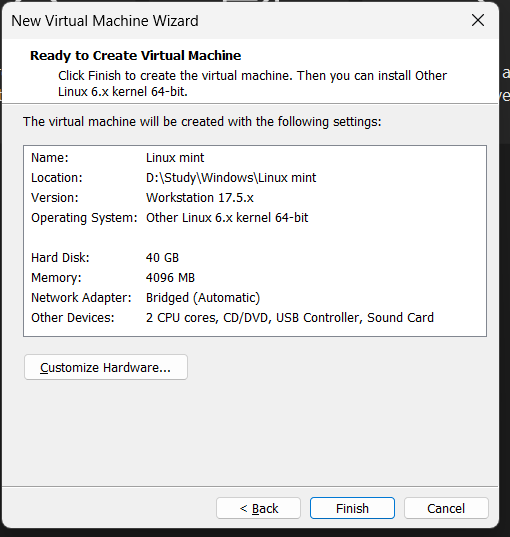 New Virtual Machine Wizard
Ready to Create Virtual Machine
Click Finish to create the virtual machine. Then you can install Other
Linux 6.x kernel 64-bit.
The virtual machine will be created with the following settings:
Name: Linux mint
Location: D:\Study\Windows\Linux mint
Version: Workstation 17.5.x
Operating System: Other Linux 6.x kernel 64-bit
Hard Disk: 40 GB
Memory: 4096 MB
Network Adapter: Bridged (Automatic)
Other Devices: 2 CPU cores, CD/DVD, USB Controller, Sound Card
Customize Hardware...
< Back Finish Cancel